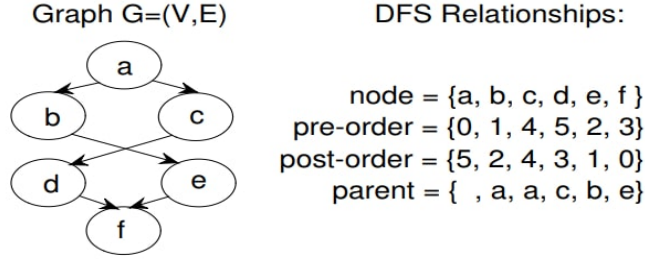 Graph G=(V,E)
a
b
c
d
e
f
DFS Relationships:
node = {a, b, c, d, e, f }
pre-order = {0, 1, 4, 5, 2, 3}
post-order = {5, 2, 4, 3, 1, 0}
parent = { , a, a, c, b, e}